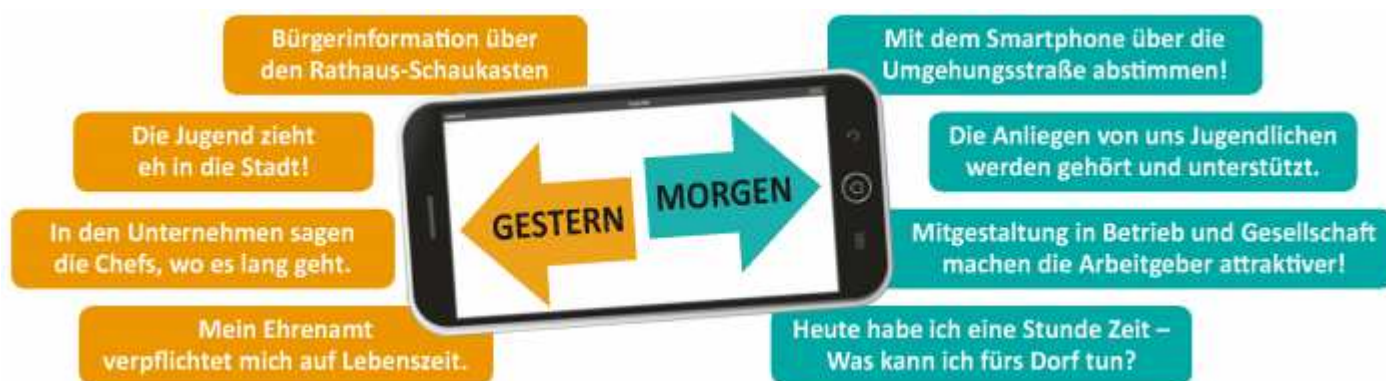 Bürgerinformation über
den Rathaus-Schaukasten
Die Jugend zieht
eh in die Stadt!
In den Unternehmen sagen
die Chefs, wo es lang geht.
Mein Ehrenamt
verpflichtet mich auf Lebenszeit.
GESTERN
MORGEN
Mit dem Smartphone über die
Umgehungsstraße abstimmen!
Die Anliegen von uns Jugendlichen
werden gehört und unterstützt.
Mitgestaltung in Betrieb und Gesellschaft
machen die Arbeitgeber attraktiver!
Heute habe ich eine Stunde Zeit –
Was kann ich fürs Dorf tun?